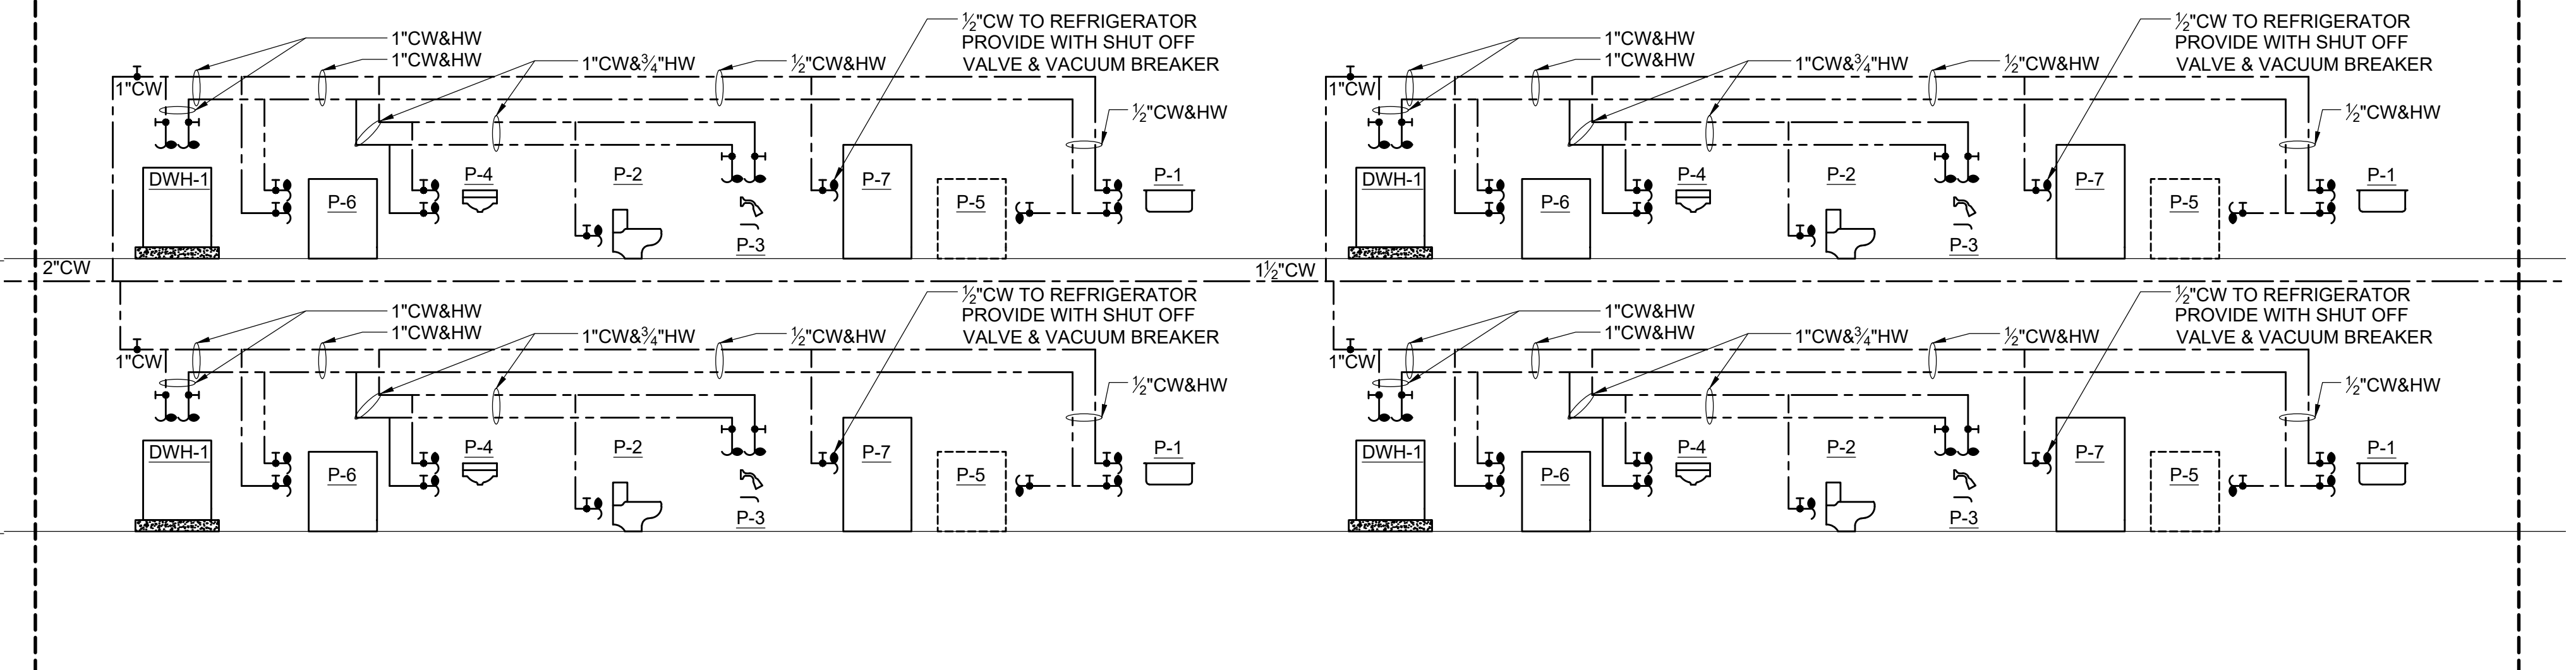 ½"CW TO REFRIGERATOR
PROVIDE WITH SHUT OFF
VALVE & VACUUM BREAKER
1"CW&HW
1"CW&HW
1"CW&¾"HW
½"CW&HW
1"CW
½"CW&HW
DWH-1
P-6
P-4
P-2
P-3
P-7
P-5
P-1
½"CW TO REFRIGERATOR
PROVIDE WITH SHUT OFF
VALVE & VACUUM BREAKER
1"CW&HW
1"CW&HW
1"CW&¾"HW
½"CW&HW
1"CW
½"CW&HW
DWH-1
P-6
P-4
P-2
P-3
P-7
P-5
P-1
2"CW
1½"CW
½"CW TO REFRIGERATOR
PROVIDE WITH SHUT OFF
VALVE & VACUUM BREAKER
1"CW&HW
1"CW&HW
1"CW&¾"HW
½"CW&HW
1"CW
½"CW&HW
DWH-1
P-6
P-4
P-2
P-3
P-7
P-5
P-1
½"CW TO REFRIGERATOR
PROVIDE WITH SHUT OFF
VALVE & VACUUM BREAKER
1"CW&HW
1"CW&HW
1"CW&¾"HW
½"CW&HW
1"CW
½"CW&HW
DWH-1
P-6
P-4
P-2
P-3
P-7
P-5
P-1